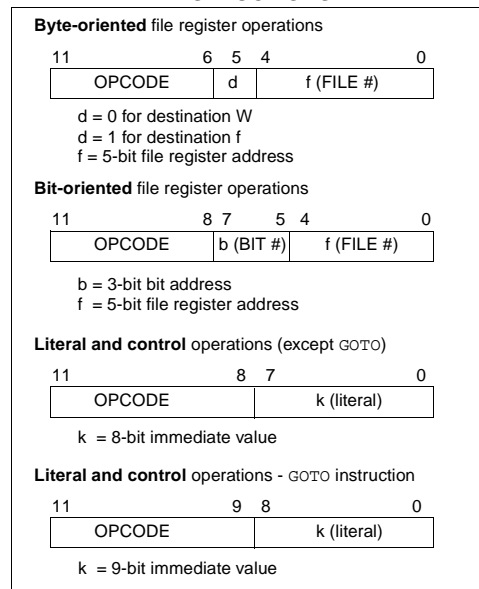 Byte-oriented file register operations
11 6 5 4 0
OPCODE d f (FILE #)
d = 0 for destination W
d = 1 for destination f
f = 5-bit file register address
Bit-oriented file register operations
11 8 7 5 4 0
OPCODE b (BIT #) f (FILE #)
b = 3-bit bit address
f = 5-bit file register address
Literal and control operations (except GOTO)
11 8 7 0
OPCODE k (literal)
k = 8-bit immediate value
Literal and control operations - GOTO instruction
11 9 8 0
OPCODE k (literal)
k = 9-bit immediate value